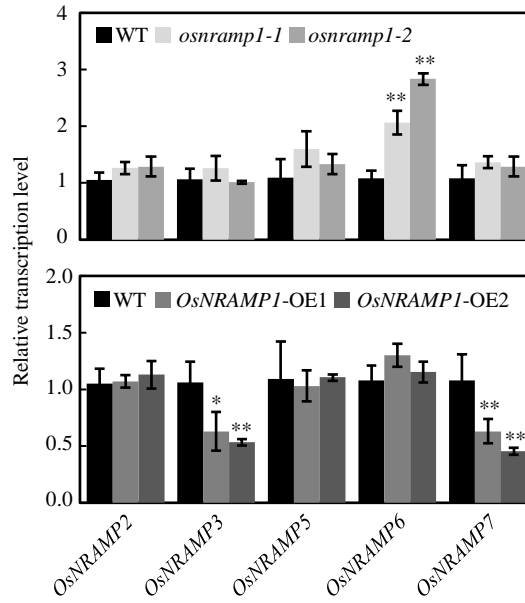 Relative transcription level
4
WT osnramp1-1 osnramp1-2
3
2
1
0
**
**
2.0
WT OsNRAMP1-OE1 OsNRAMP1-OE2
1.5
1.0
0.5
0.0
*
**
**
**
OsNRAMP2
OsNRAMP3
OsNRAMP5
OsNRAMP6
OsNRAMP7